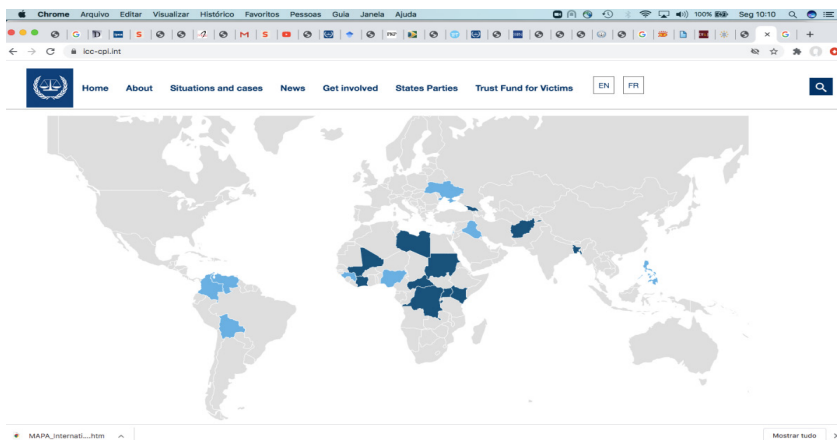 Chrome Arquivo Editar Visualizar Histórico Favoritos Pessoas Guia Janela Ajuda 100% Seg 10:10
icc-cpi.int
Home About Situations and cases News Get involved States Parties Trust Fund for Victims EN FR
MAPA_Internati....htm Mostrar tudo